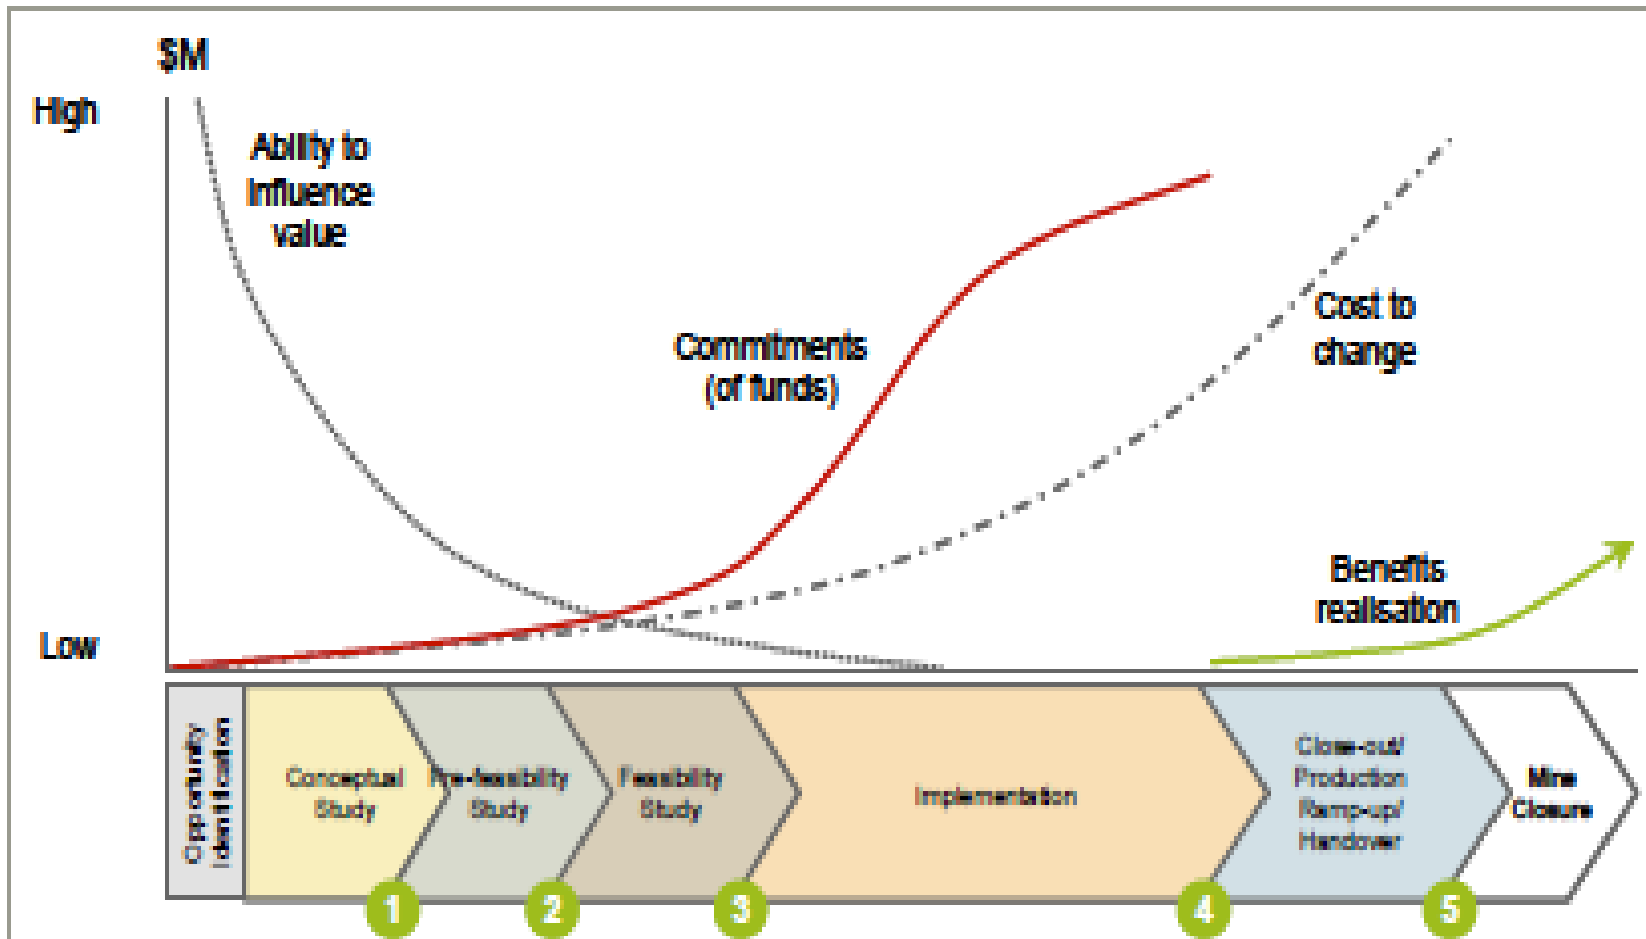 $M
High
Ability to
influence
value
Commitments
(of funds)
Cost to
change
Benefits
realisation
Low
Opportunity
Identification
Conceptual
Study
Pre-feasibility
Study
Feasibility
Study
Implementation
Close-out/
Production
Ramp-up/
Handover
Mine
Closure
1
2
3
4
5